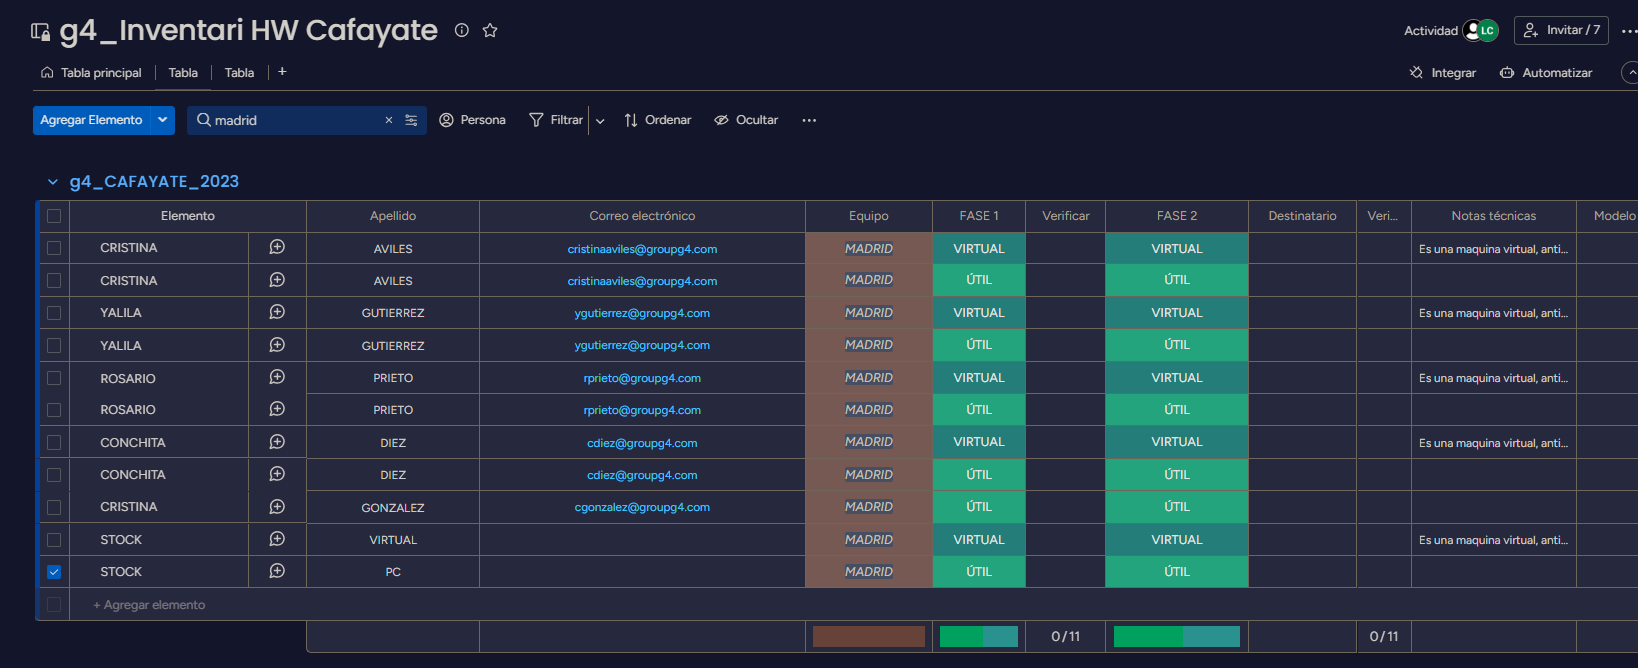 g4_Inventari HW Cafayate
Actividad LC Invitar / 7
Tabla principal Tabla Tabla +
Integrar Automatizar
Agregar Elemento madrid Persona Filtrar Ordenar Ocultar
g4_CAFAYATE_2023
Elemento Apellido Correo electrónico Equipo FASE 1 Verificar FASE 2 Destinatario Veri... Notas técnicas Modelo
CRISTINA AVILES cristinaaviles@groupg4.com MADRID VIRTUAL VIRTUAL Es una maquina virtual, anti...
CRISTINA AVILES cristinaaviles@groupg4.com MADRID ÚTIL ÚTIL
YALILA GUTIERREZ ygutierrez@groupg4.com MADRID VIRTUAL VIRTUAL Es una maquina virtual, anti...
YALILA GUTIERREZ ygutierrez@groupg4.com MADRID ÚTIL ÚTIL
ROSARIO PRIETO rprieto@groupg4.com MADRID VIRTUAL VIRTUAL Es una maquina virtual, anti...
ROSARIO PRIETO rprieto@groupg4.com MADRID ÚTIL ÚTIL
CONCHITA DIEZ cdiez@groupg4.com MADRID VIRTUAL VIRTUAL Es una maquina virtual, anti...
CONCHITA DIEZ cdiez@groupg4.com MADRID ÚTIL ÚTIL
CRISTINA GONZALEZ cgonzalez@groupg4.com MADRID ÚTIL ÚTIL
STOCK VIRTUAL MADRID VIRTUAL VIRTUAL Es una maquina virtual, anti...
STOCK PC MADRID ÚTIL ÚTIL
+ Agregar elemento
0 / 11 0 / 11